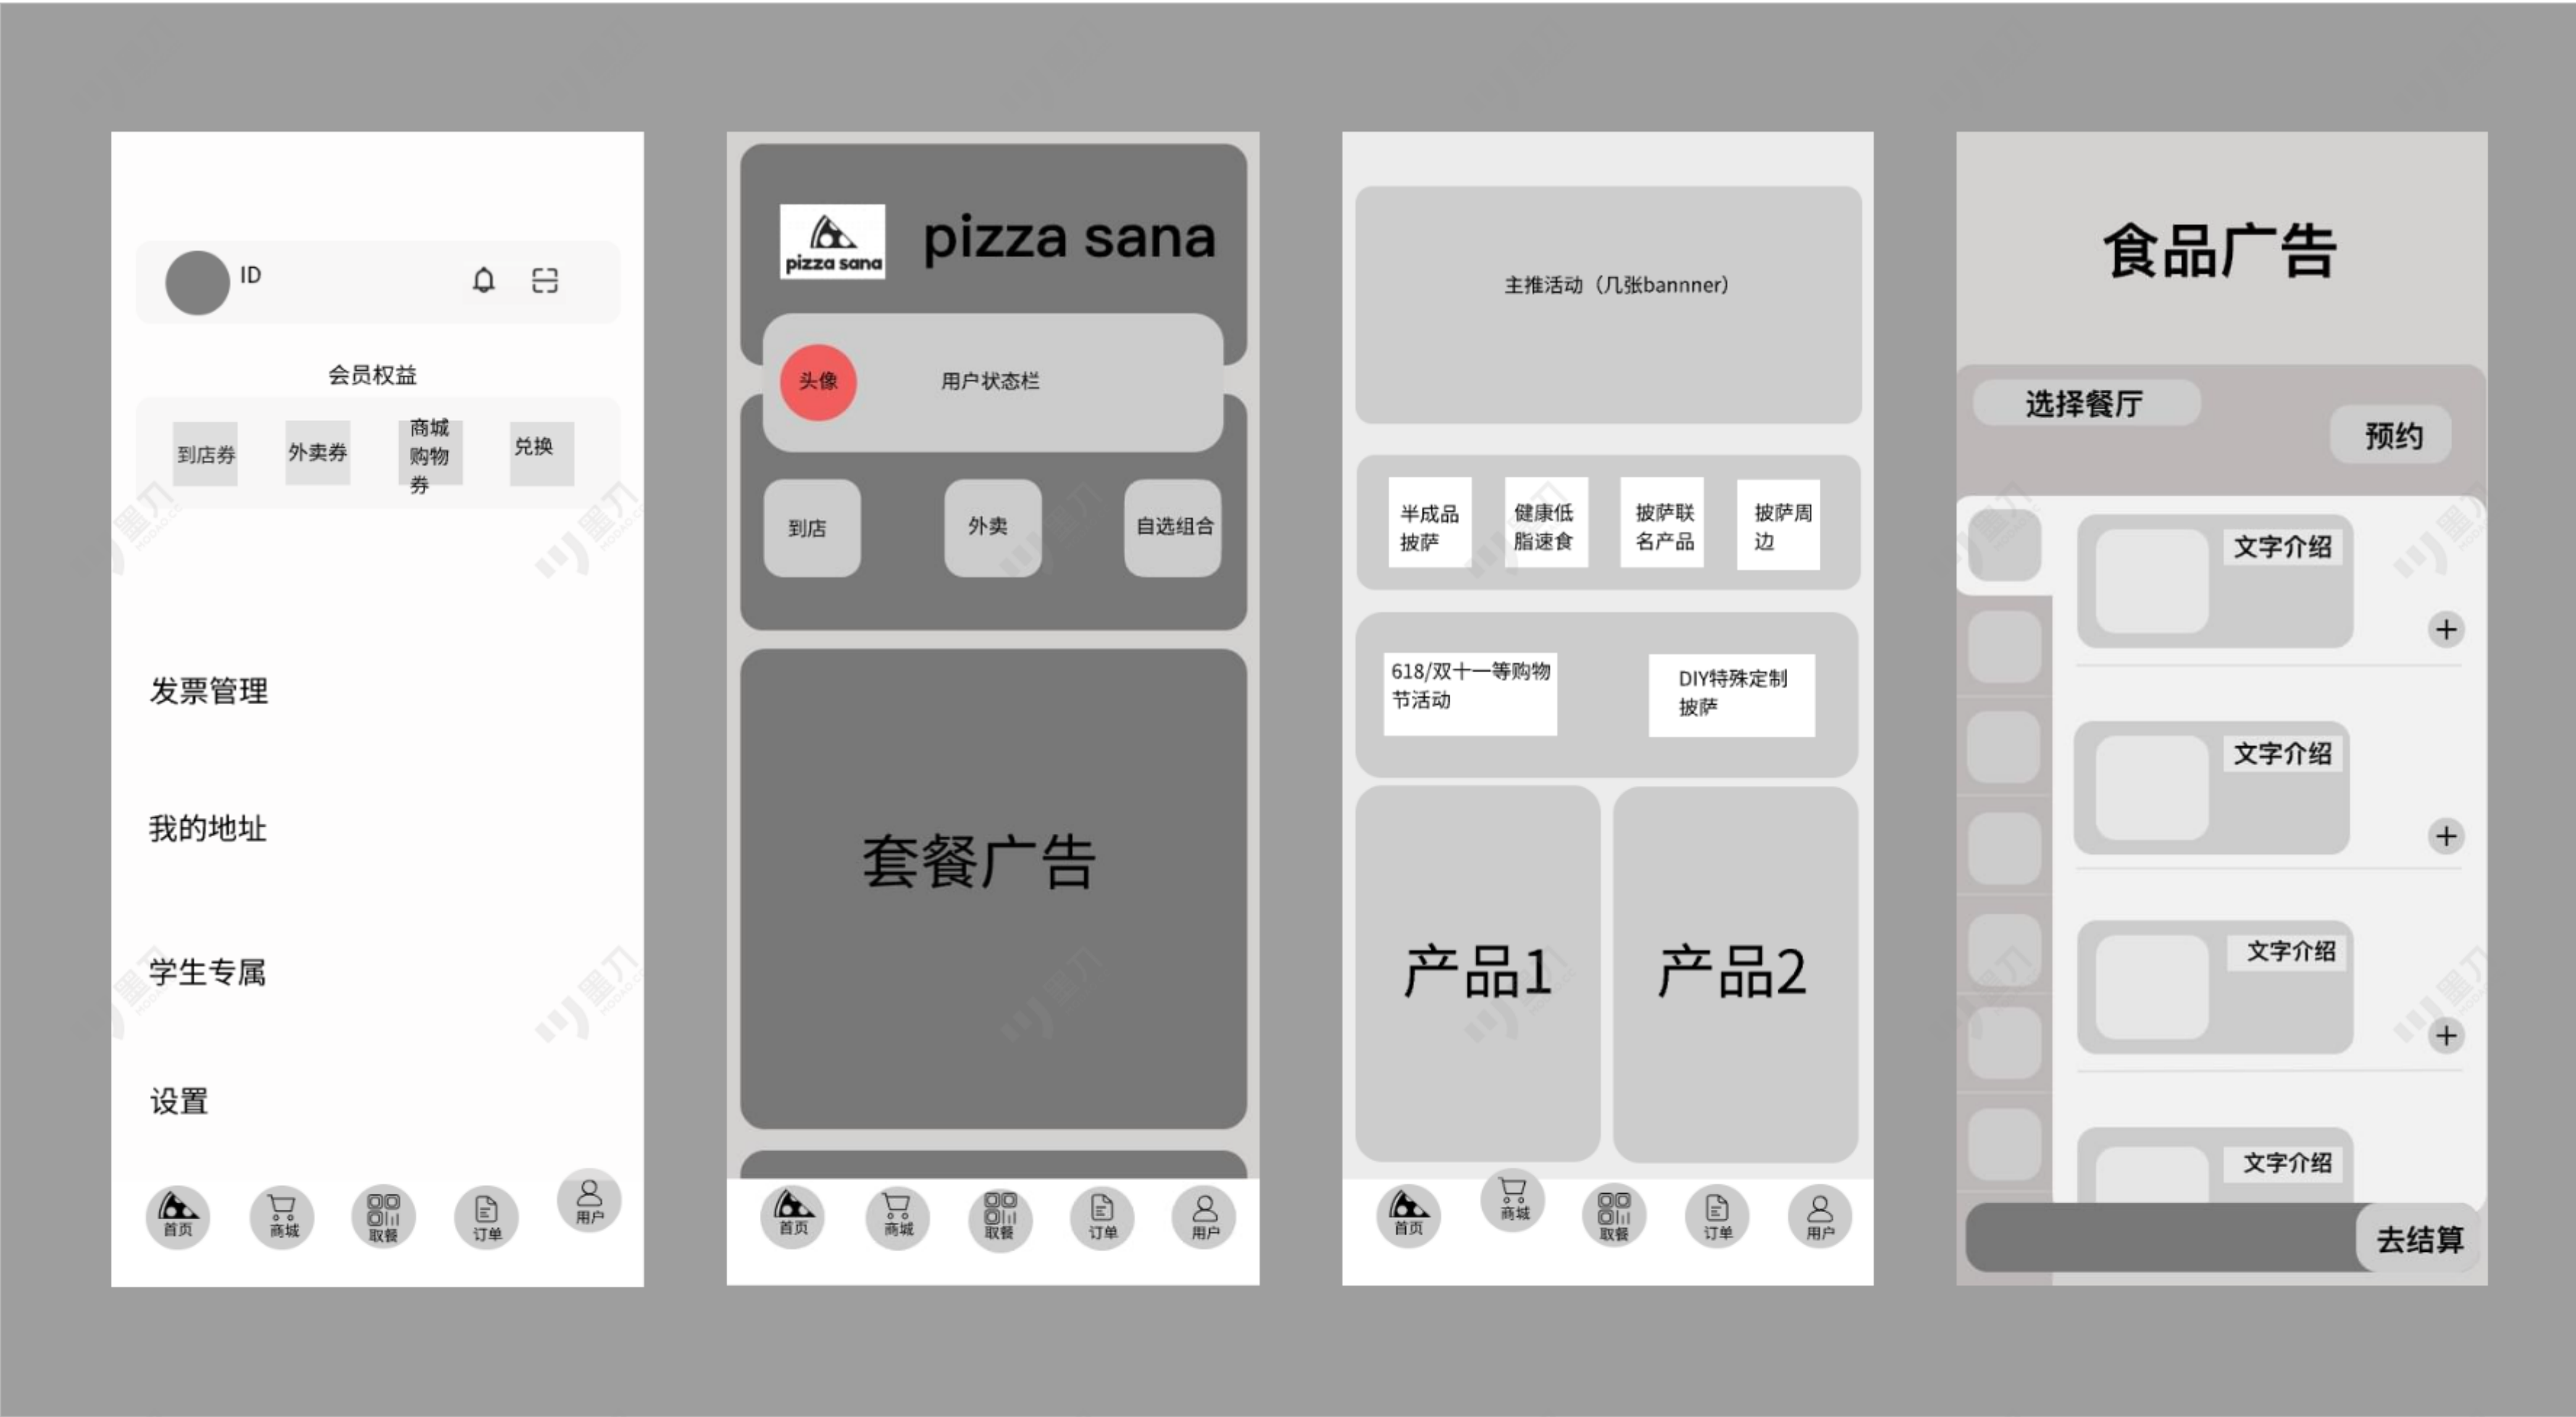 ID
会员权益
到店券
外卖券
商城
购物
券
兑换
发票管理
我的地址
学生专属
设置
首页
商城
取餐
订单
用户
pizza sana
pizza sana
头像
用户状态栏
到店
外卖
自选组合
套餐广告
首页
商城
取餐
订单
用户
主推活动（几张bannner）
半成品
披萨
健康低
脂速食
披萨联
名产品
披萨周
边
618/双十一等购物
节活动
DIY特殊定制
披萨
产品1
产品2
首页
商城
取餐
订单
用户
食品广告
选择餐厅
预约
文字介绍
文字介绍
文字介绍
文字介绍
去结算
墨刀
MODAO.CC